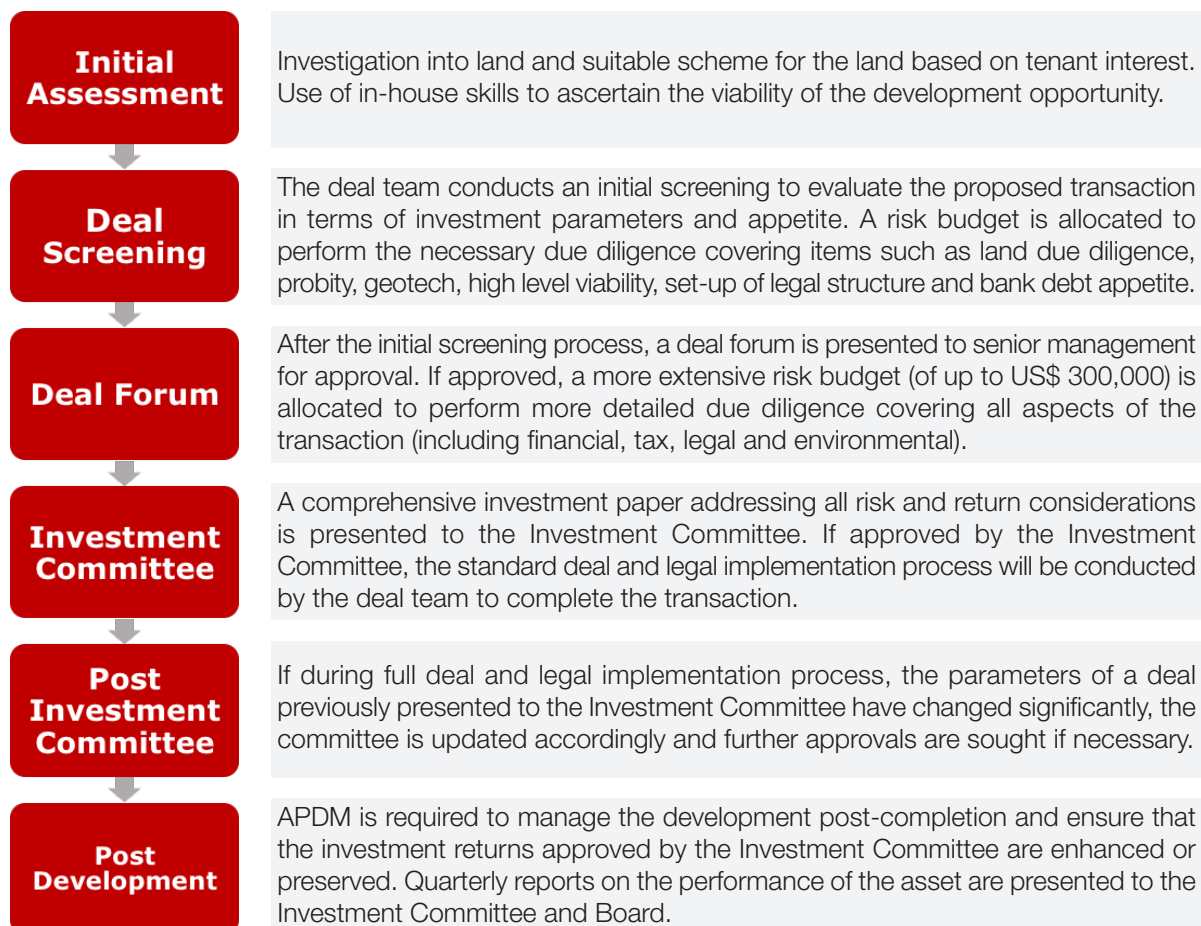 Initial
Assessment
Investigation into land and suitable scheme for the land based on tenant interest.
Use of in-house skills to ascertain the viability of the development opportunity.
Deal
Screening
The deal team conducts an initial screening to evaluate the proposed transaction
in terms of investment parameters and appetite. A risk budget is allocated to
perform the necessary due diligence covering items such as land due diligence,
probity, geotech, high level viability, set-up of legal structure and bank debt appetite.
Deal Forum
After the initial screening process, a deal forum is presented to senior management
for approval. If approved, a more extensive risk budget (of up to US$ 300,000) is
allocated to perform more detailed due diligence covering all aspects of the
transaction (including financial, tax, legal and environmental).
Investment
Committee
A comprehensive investment paper addressing all risk and return considerations
is presented to the Investment Committee. If approved by the Investment
Committee, the standard deal and legal implementation process will be conducted
by the deal team to complete the transaction.
Post
Investment
Committee
If during full deal and legal implementation process, the parameters of a deal
previously presented to the Investment Committee have changed significantly, the
committee is updated accordingly and further approvals are sought if necessary.
Post
Development
APDM is required to manage the development post-completion and ensure that
the investment returns approved by the Investment Committee are enhanced or
preserved. Quarterly reports on the performance of the asset are presented to the
Investment Committee and Board.